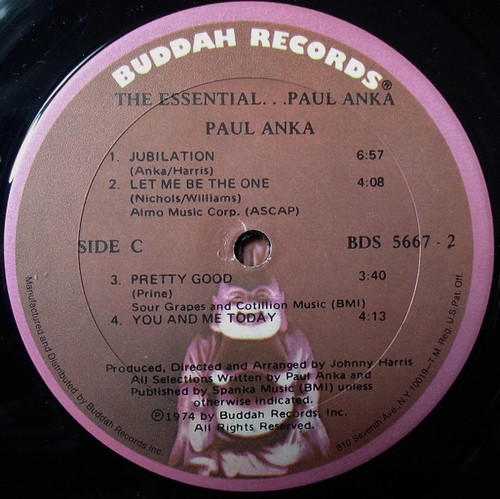 BUDDAH RECORDS®
THE ESSENTIAL. . .PAUL ANKA
PAUL ANKA
1. JUBILATION 6:57
(Anka/Harris)
2. LET ME BE THE ONE 4:08
(Nichols/Williams)
Almo Music Corp. (ASCAP)
SIDE C BDS 5667 - 2
3. PRETTY GOOD 3:40
(Prine)
Sour Grapes and Cotillion Music (BMI)
4. YOU AND ME TODAY 4:13
Produced, Directed and Arranged by Johnny Harris
All Selections Written by Paul Anka and
Published by Spanka Music (BMI) unless
otherwise indicated.
℗1974 by Buddah Records, Inc.
All Rights Reserved.
Manufactured and Distributed by Buddah Records Inc.
810 Seventh Ave., N.Y. 10019—T.M. Reg. U.S. Pat. Off.